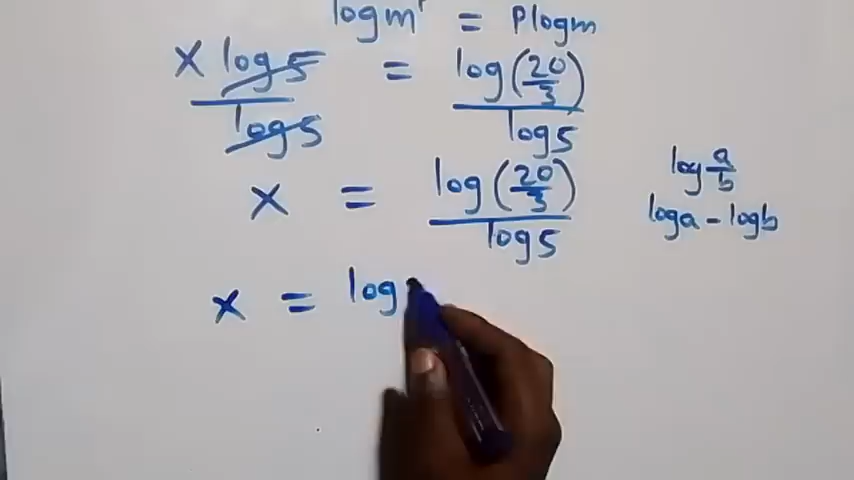 log m^P = P log m
x log 5 / log 5 = log(20/3) / log 5
x = log(20/3) / log 5
log a/b
log a - log b
x = log